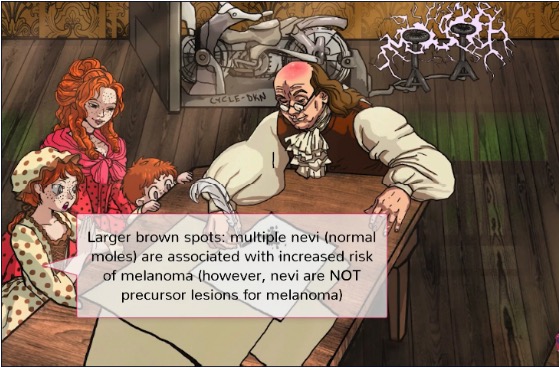 CYCLE-DKN
Larger brown spots: multiple nevi (normal
moles) are associated with increased risk
of melanoma (however, nevi are NOT
precursor lesions for melanoma)